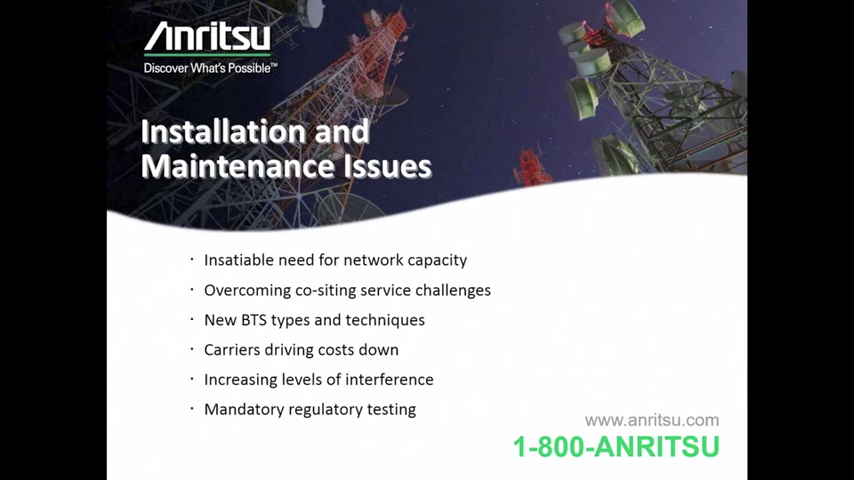 Anritsu
Discover What's Possible™
Installation and
Maintenance Issues
· Insatiable need for network capacity
· Overcoming co-siting service challenges
· New BTS types and techniques
· Carriers driving costs down
· Increasing levels of interference
· Mandatory regulatory testing
www.anritsu.com
1-800-ANRITSU